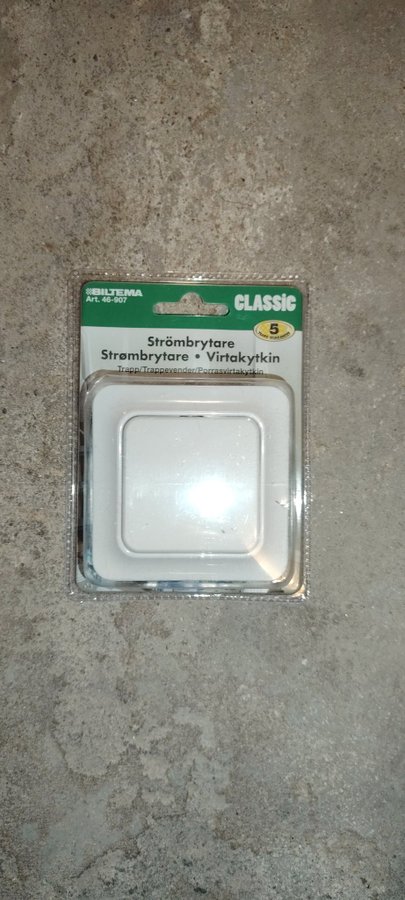 BILTEMA
Art. 46-907
CLASSiC
5
Strömbrytare
Strømbrytare • Virtakytkin
Trapp/Trappevender/Porrasvirtakytkin